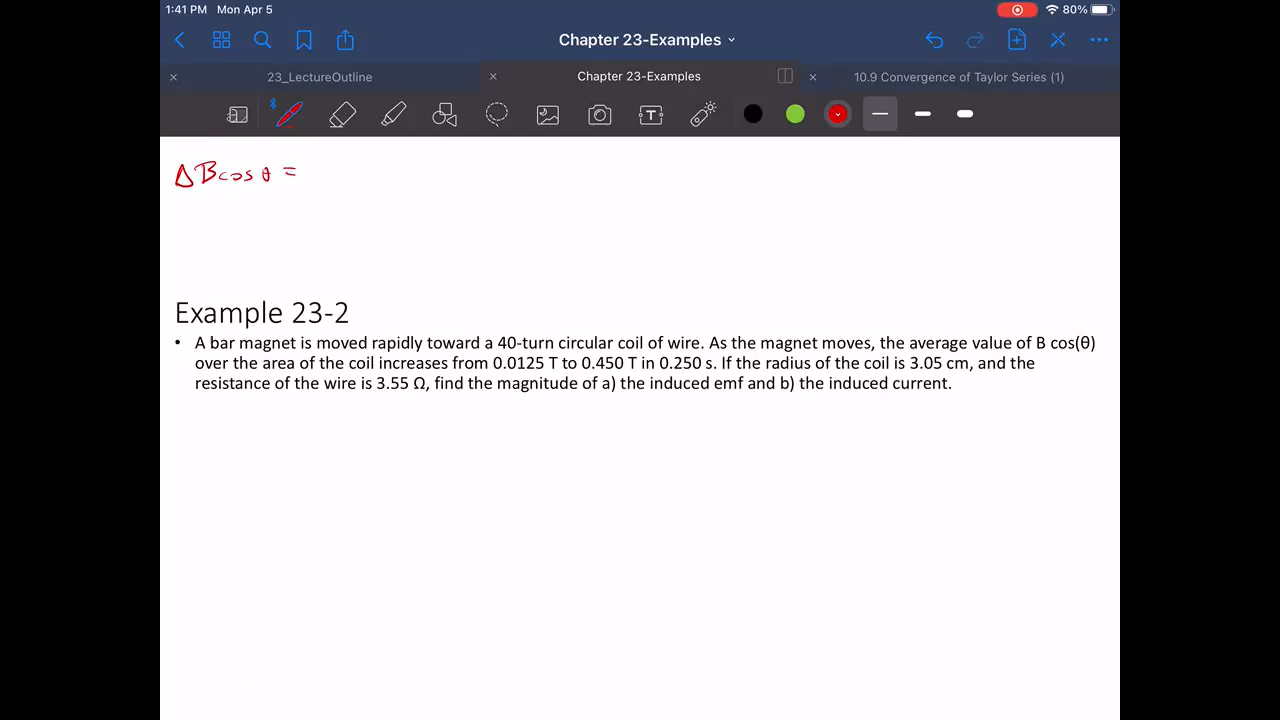 1:41 PM Mon Apr 5
80%
Chapter 23-Examples
23_LectureOutline
Chapter 23-Examples
10.9 Convergence of Taylor Series (1)
T
Δ B cos θ =
Example 23-2
• A bar magnet is moved rapidly toward a 40-turn circular coil of wire. As the magnet moves, the average value of B cos(θ)
over the area of the coil increases from 0.0125 T to 0.450 T in 0.250 s. If the radius of the coil is 3.05 cm, and the
resistance of the wire is 3.55 Ω, find the magnitude of a) the induced emf and b) the induced current.